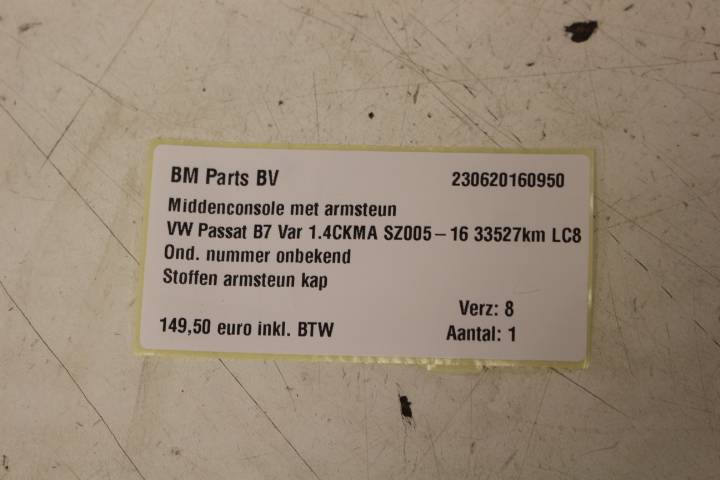 BM Parts BV 230620160950
Middenconsole met armsteun
VW Passat B7 Var 1.4CKMA SZ005-16 33527km LC8
Ond. nummer onbekend
Stoffen armsteun kap
Verz: 8
149,50 euro inkl. BTW Aantal: 1